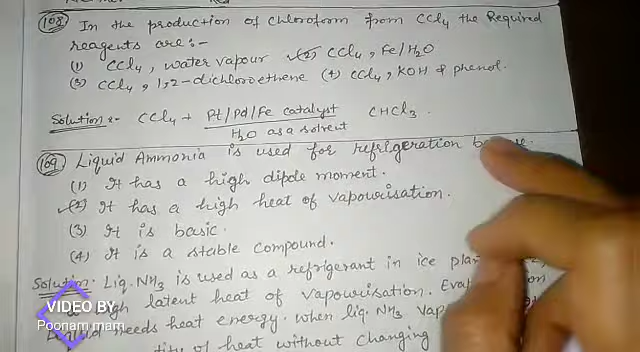 (108) In the production of chloroform from CCl4 the Required
reagents are:-
(1) CCl4, water vapour (2) CCl4, Fe/H2O
(3) CCl4, 1,2-dichloroethene (4) CCl4, KOH & phenol.
Solution:- CCl4 + Pt/Pd/Fe catalyst CHCl3.
H2O as a solvent
(109) Liquid Ammonia is used for refrigeration
(1) It has a high dipole moment.
(2) It has a high heat of vapourisation.
(3) It is basic.
(4) It is a stable compound.
Solution. Liq. NH3 is used as a refrigerant in ice
latent heat of vapourisation.
needs heat energy. When liq. NH3
of heat without changing
VIDEO BY
Poonam mam